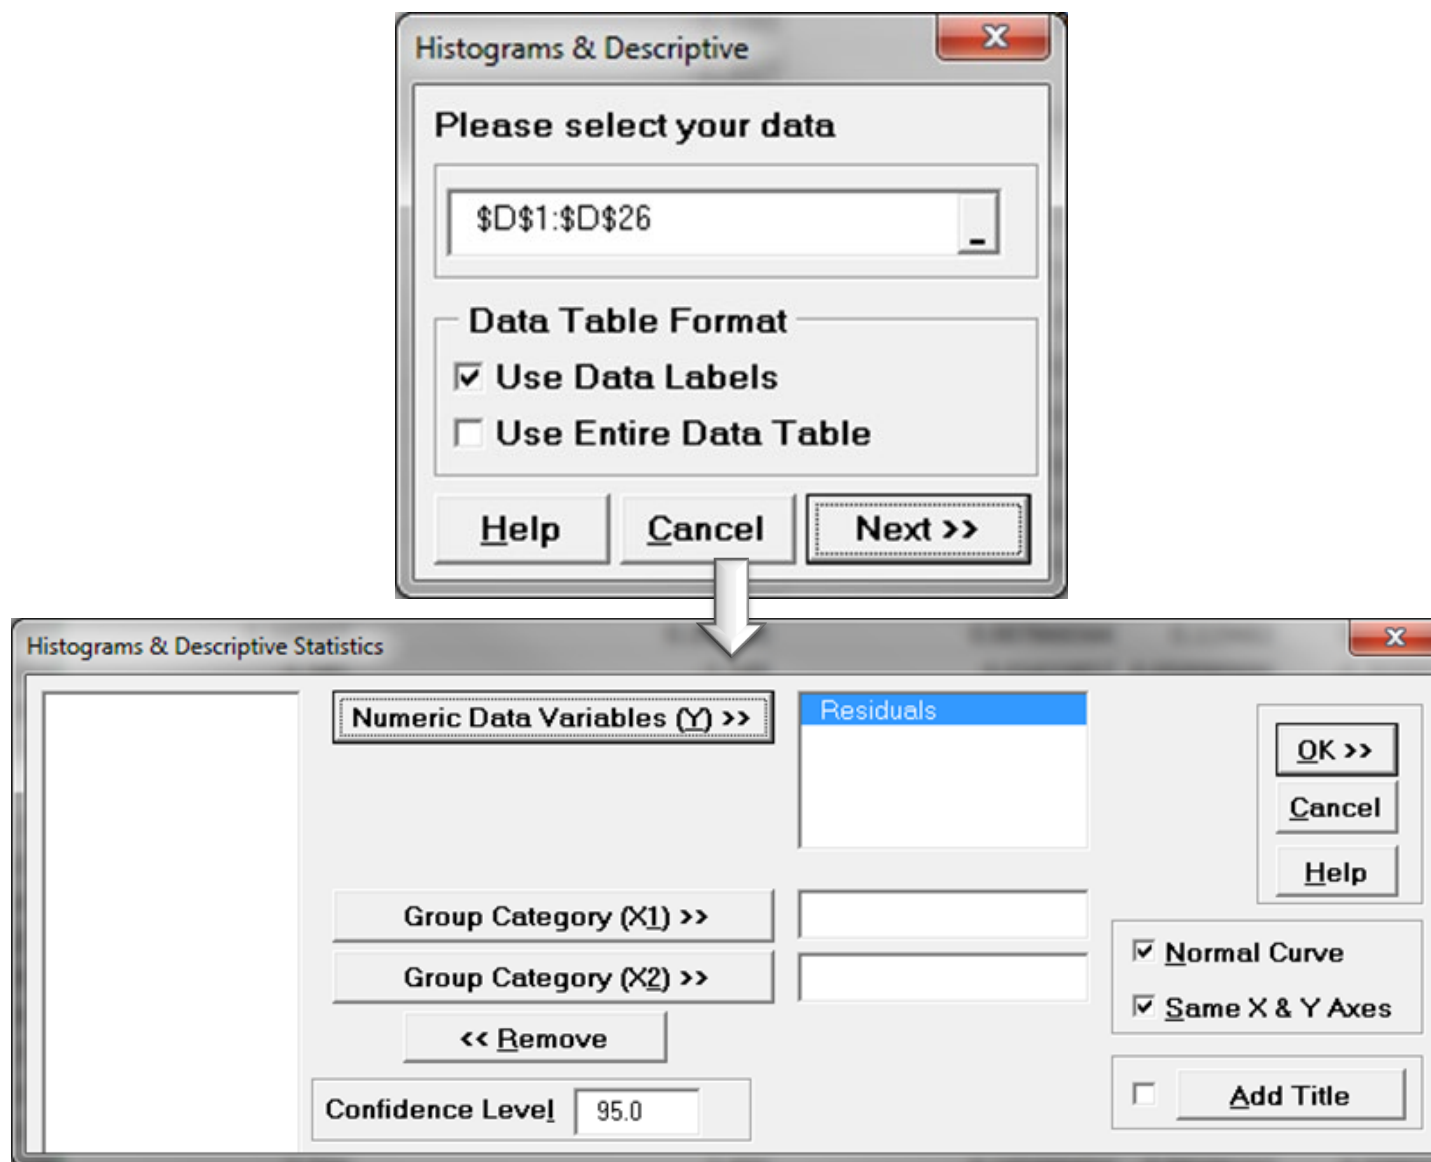 Histograms & Descriptive
x
Please select your data
$D$1:$D$26
_
Data Table Format
Use Data Labels
Use Entire Data Table
Help Cancel Next >>
Histograms & Descriptive Statistics
x
Numeric Data Variables (Y) >>
Residuals
OK >>
Cancel
Help
Group Category (X1) >>
Group Category (X2) >>
<< Remove
Normal Curve
Same X & Y Axes
Confidence Level 95.0
Add Title